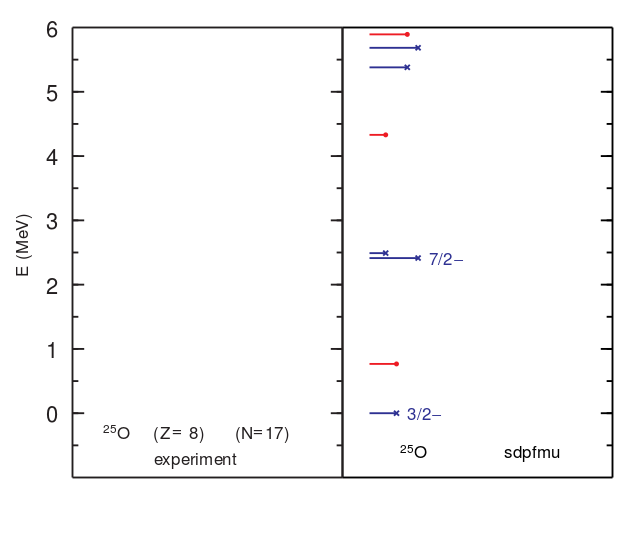 6
5
4
3
2
1
0
E (MeV)
²⁵O (Z= 8) (N=17)
experiment
7/2−
3/2−
²⁵O sdpfmu